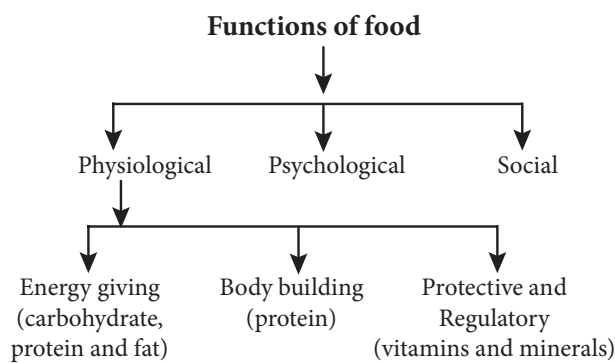 Functions of food
Physiological
Psychological
Social
Energy giving
(carbohydrate,
protein and fat)
Body building
(protein)
Protective and
Regulatory
(vitamins and minerals)